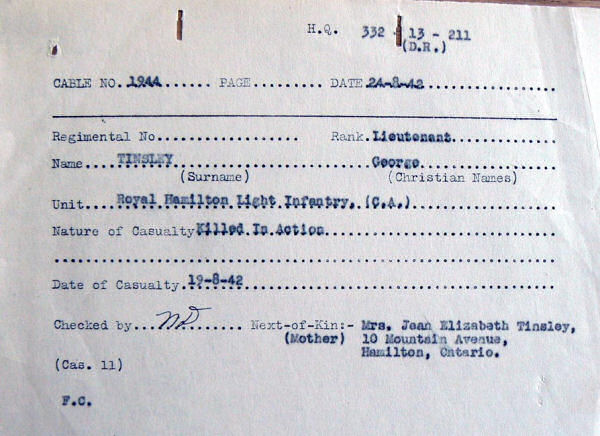 H.Q. 332 - 13 - 211
(D.R.)
CABLE NO. 1944....... PAGE......... DATE 24-8-42...................
Regimental No................... Rank. Lieutenant..............
Name.... TINSLEY ................... George....................
(Surname) (Christian Names)
Unit.... Royal Hamilton Light Infantry, (C.A.)....................
Nature of Casualty Killed In Action...............................
..................................................................
Date of Casualty. 19-8-42.........................................
Checked by... ND....... Next-of-Kin:- Mrs. Jean Elizabeth Tinsley,
(Mother) 10 Mountain Avenue,
Hamilton, Ontario.
(Cas. 11)
F.C.